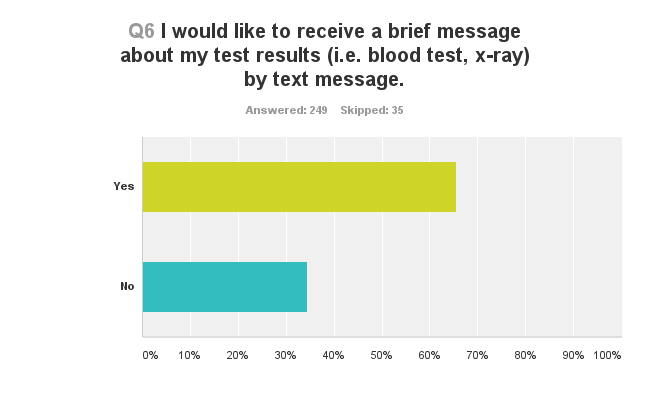 Q6 I would like to receive a brief message
about my test results (i.e. blood test, x-ray)
by text message.
Answered: 249 Skipped: 35
Yes
No
0% 10% 20% 30% 40% 50% 60% 70% 80% 90% 100%